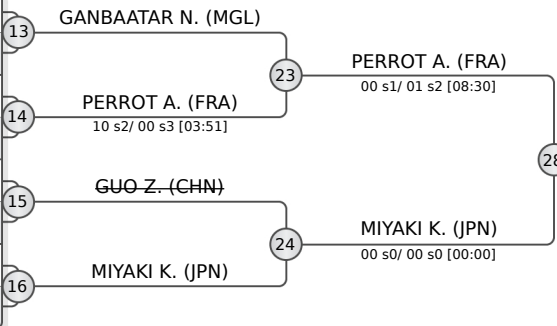 GANBAATAR N. (MGL)
13
23
PERROT A. (FRA)
00 s1/ 01 s2 [08:30]
PERROT A. (FRA)
14
10 s2/ 00 s3 [03:51]
28
GUO Z. (CHN)
15
24
MIYAKI K. (JPN)
00 s0/ 00 s0 [00:00]
MIYAKI K. (JPN)
16